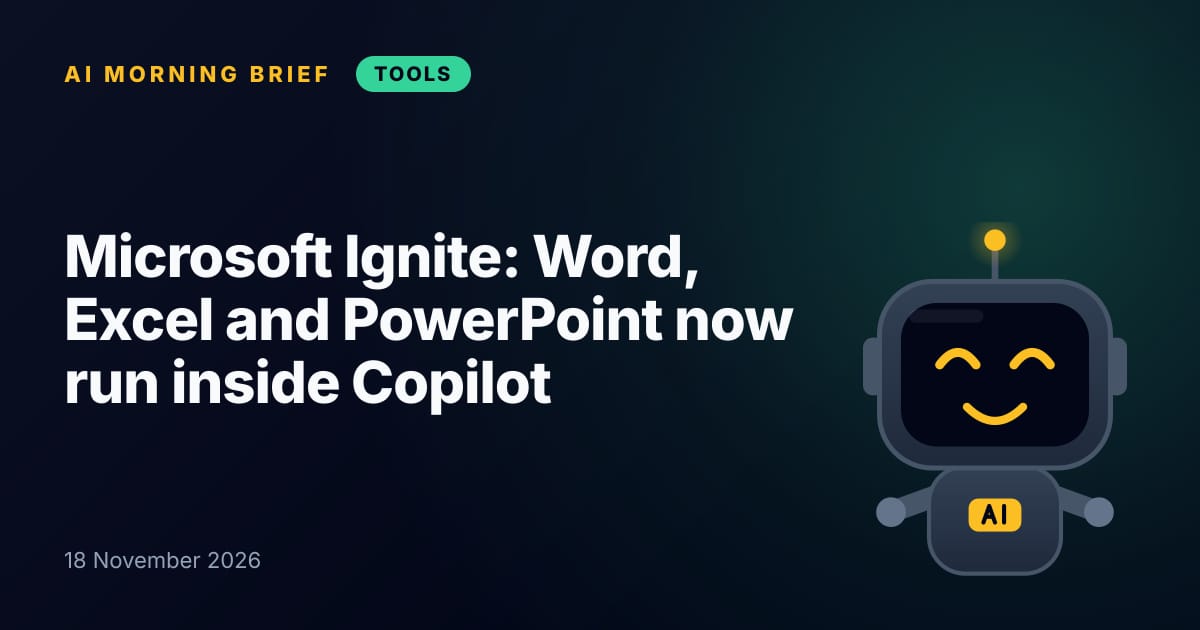 AI MORNING BRIEF TOOLS
Microsoft Ignite: Word,
Excel and PowerPoint now
run inside Copilot
AI
18 November 2026